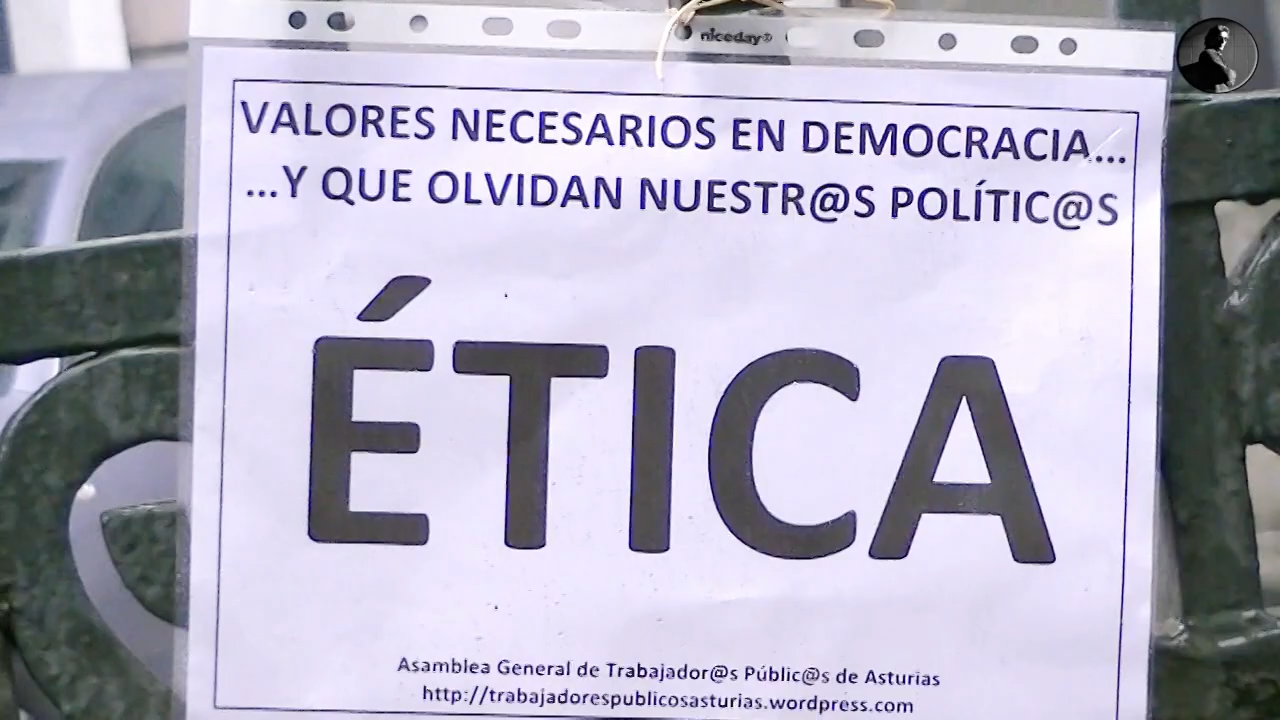 niceday®
VALORES NECESARIOS EN DEMOCRACIA...
...Y QUE OLVIDAN NUESTR@S POLÍTIC@S
ÉTICA
Asamblea General de Trabajador@s Públic@s de Asturias
http://trabajadorespublicosasturias.wordpress.com